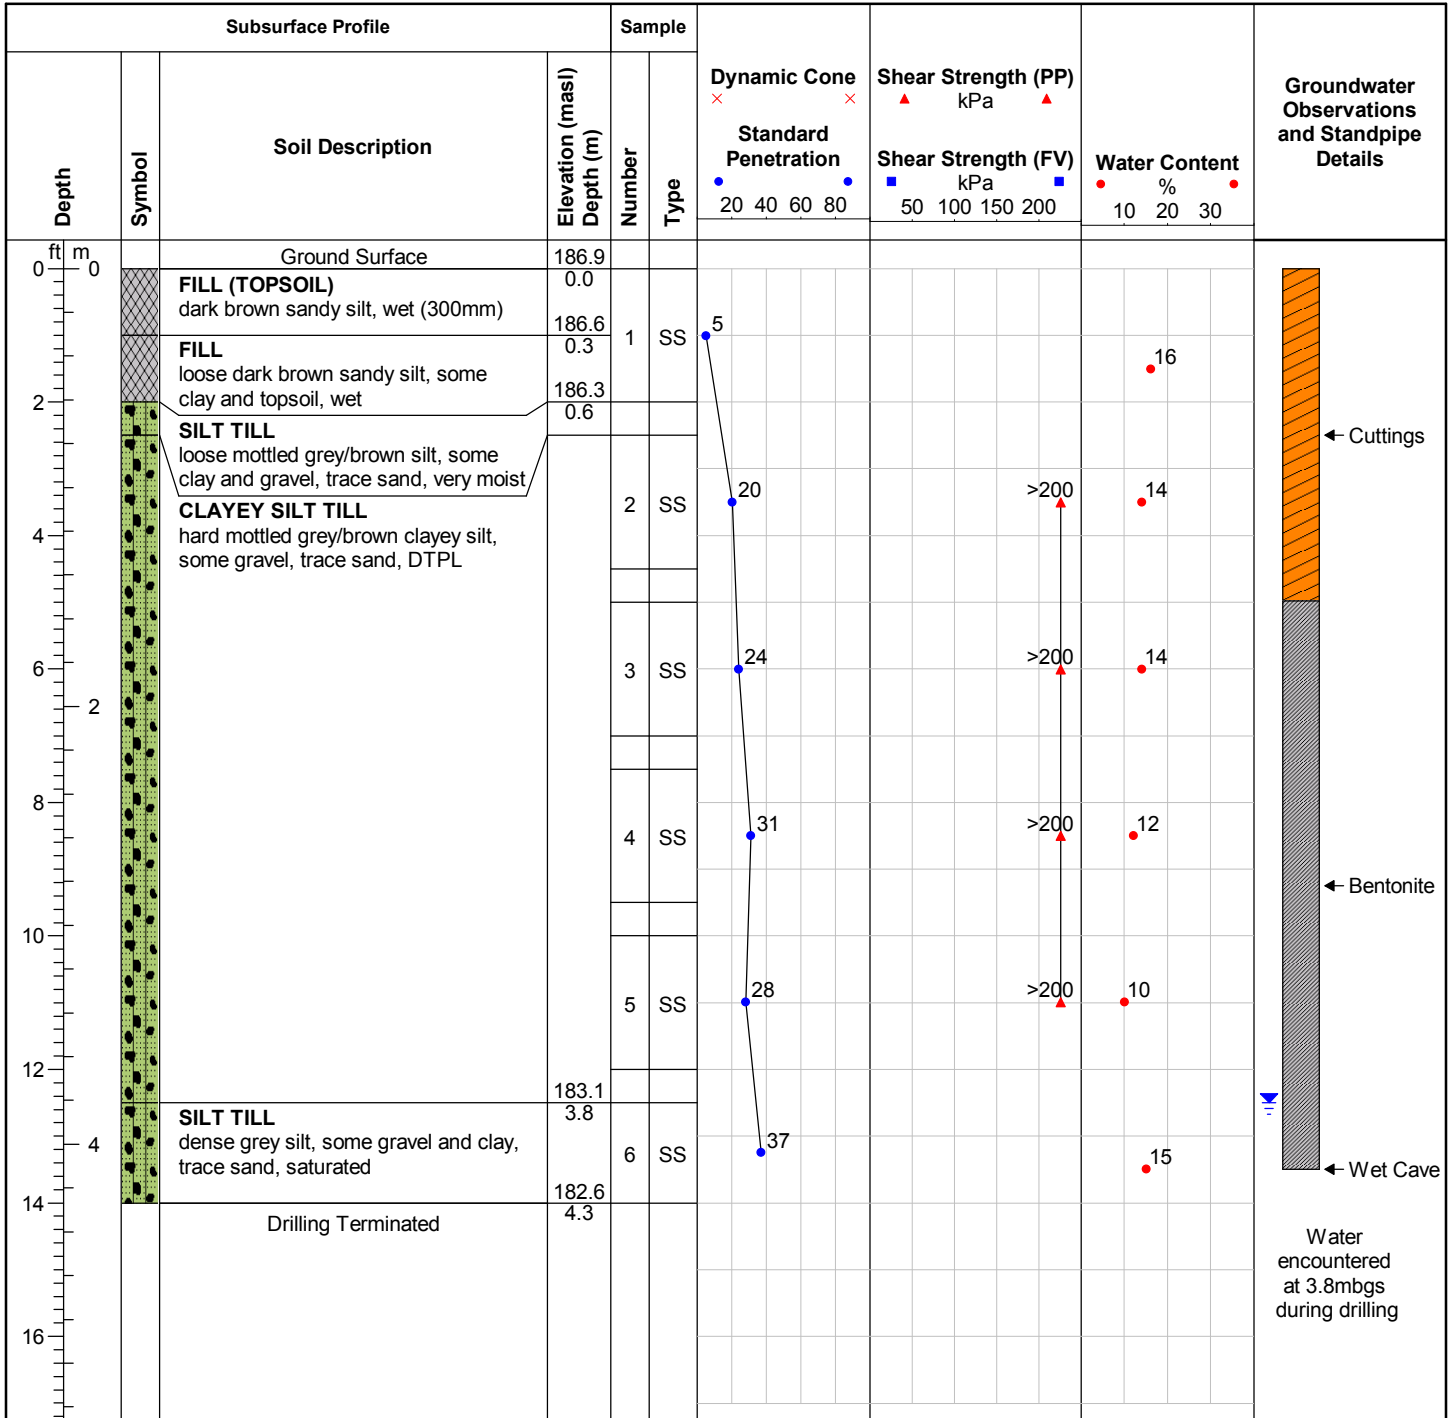 Subsurface Profile
Sample
Depth
Symbol
Soil Description
Elevation (masl)
Depth (m)
Number
Type
Dynamic Cone
Standard
Penetration
20 40 60 80
Shear Strength (PP)
kPa
Shear Strength (FV)
kPa
50 100 150 200
Water Content
%
10 20 30
Groundwater
Observations
and Standpipe
Details
ft m
Ground Surface
186.9
0 0
0.0
FILL (TOPSOIL)
dark brown sandy silt, wet (300mm)
186.6
0.3
1 SS
5
16
FILL
loose dark brown sandy silt, some
clay and topsoil, wet
186.3
0.6
2
SILT TILL
loose mottled grey/brown silt, some
clay and gravel, trace sand, very moist
Cuttings
CLAYEY SILT TILL
hard mottled grey/brown clayey silt,
some gravel, trace sand, DTPL
2 SS
20
>200
14
4
6
3 SS
24
>200
14
2
8
4 SS
31
>200
12
Bentonite
10
5 SS
28
>200
10
12
183.1
3.8
SILT TILL
dense grey silt, some gravel and clay,
trace sand, saturated
4
6 SS
37
15
Wet Cave
182.6
14
4.3
Drilling Terminated
Water
encountered
at 3.8mbgs
during drilling
16